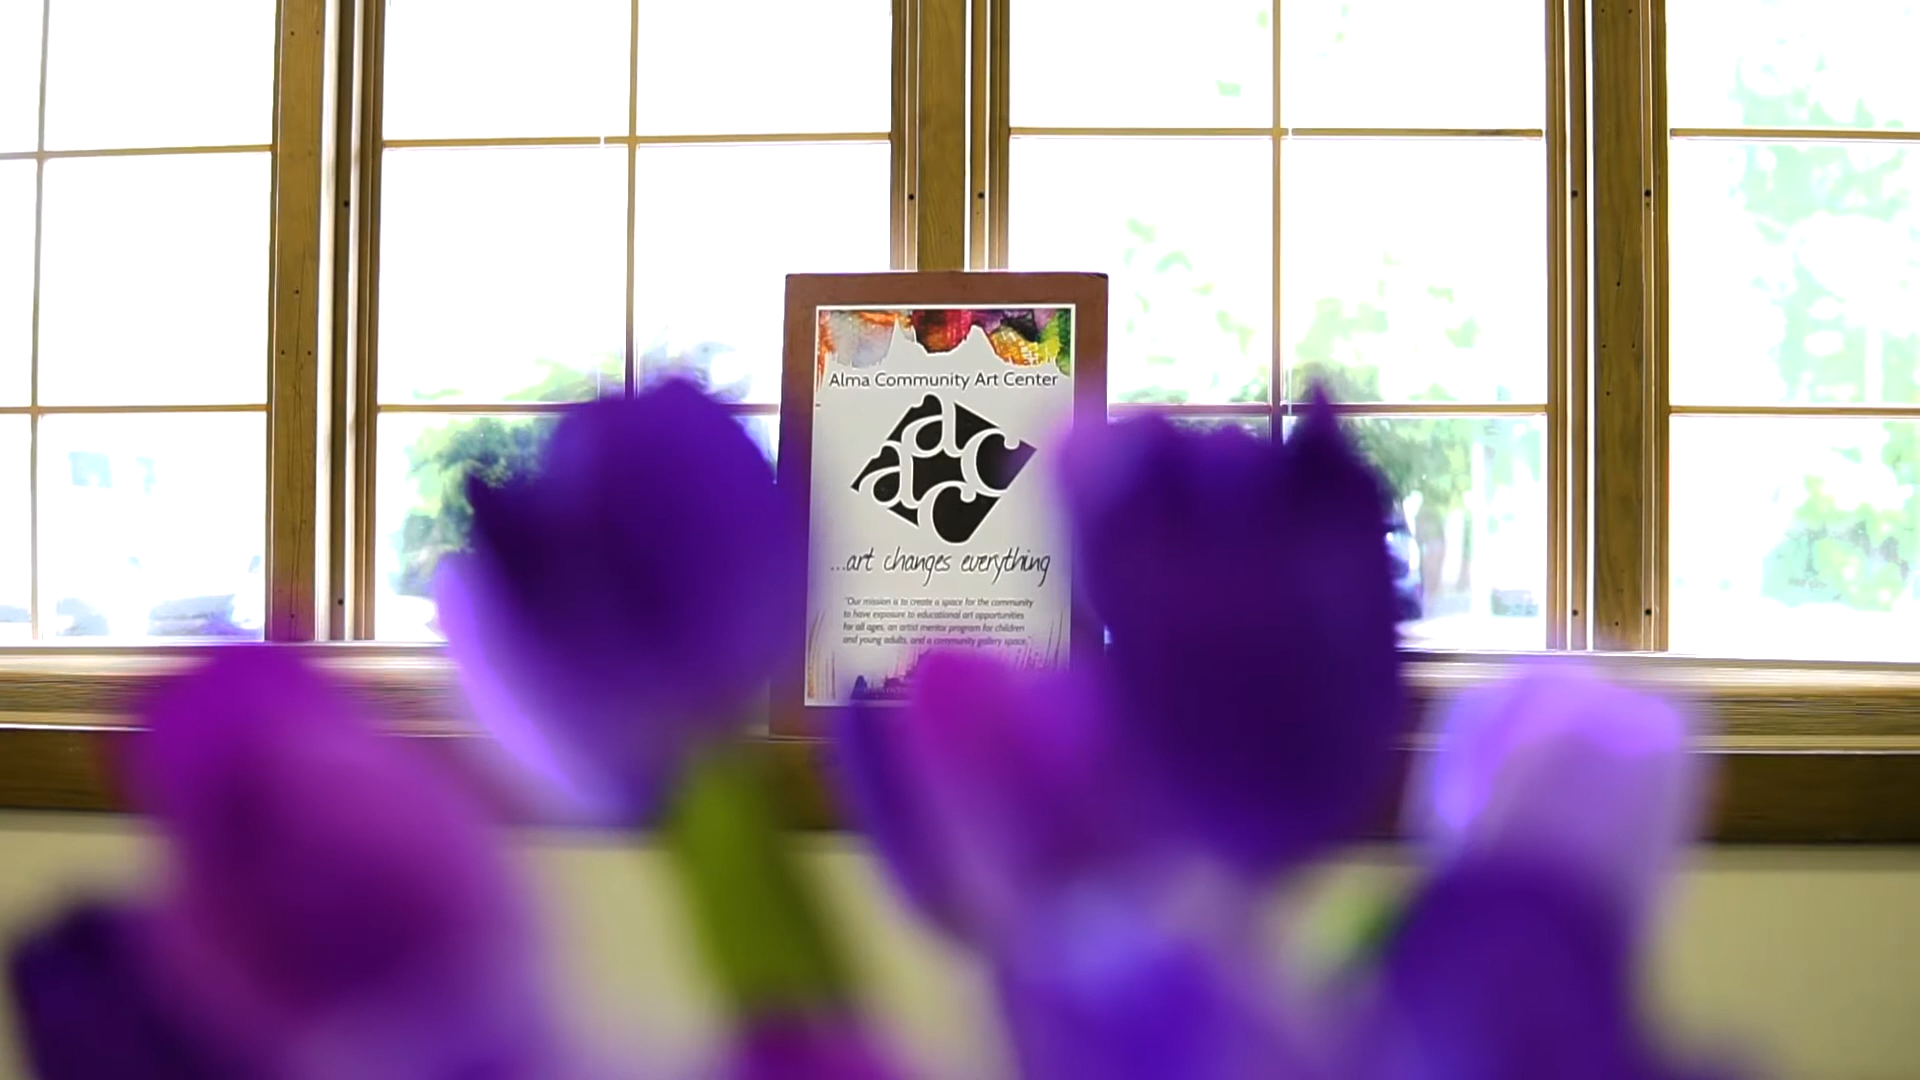 Alma Community Art Center
a c
a c
...art changes everything
"Our mission is to create a space for the community
to have exposure to educational art opportunities
for all ages, an artist mentor program for children
and young adults, and a community gallery space."